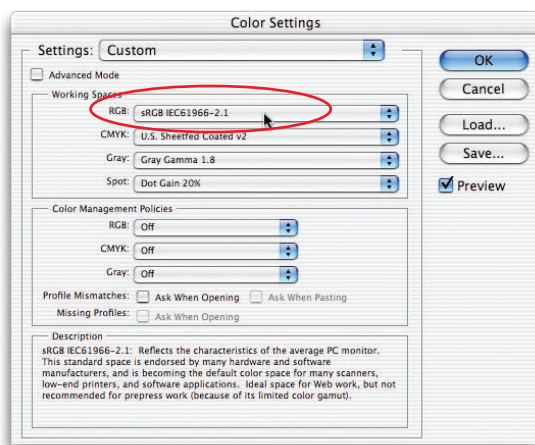 Color Settings
Settings: Custom
Advanced Mode
Working Spaces
RGB: sRGB IEC61966-2.1
CMYK: U.S. Sheetfed Coated v2
Gray: Gray Gamma 1.8
Spot: Dot Gain 20%
Color Management Policies
RGB: Off
CMYK: Off
Gray: Off
Profile Mismatches: Ask When Opening Ask When Pasting
Missing Profiles: Ask When Opening
Description
sRGB IEC61966-2.1: Reflects the characteristics of the average PC monitor.
This standard space is endorsed by many hardware and software
manufacturers, and is becoming the default color space for many scanners,
low-end printers, and software applications. Ideal space for Web work, but not
recommended for prepress work (because of its limited color gamut).
OK
Cancel
Load...
Save...
Preview